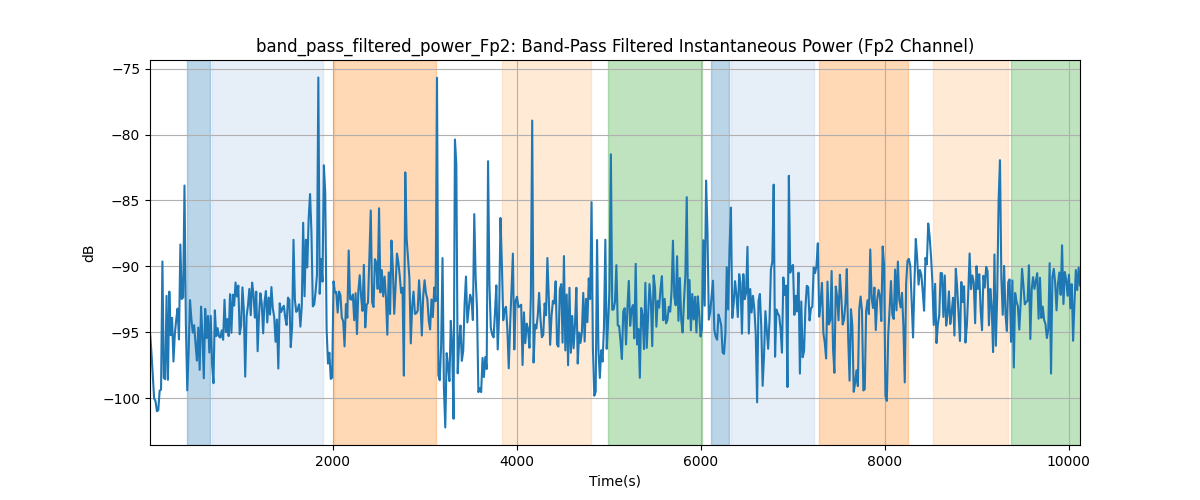 band_pass_filtered_power_Fp2: Band-Pass Filtered Instantaneous Power (Fp2 Channel)
−75
−80
−85
−90
−95
−100
dB
2000 4000 6000 8000 10000
Time(s)